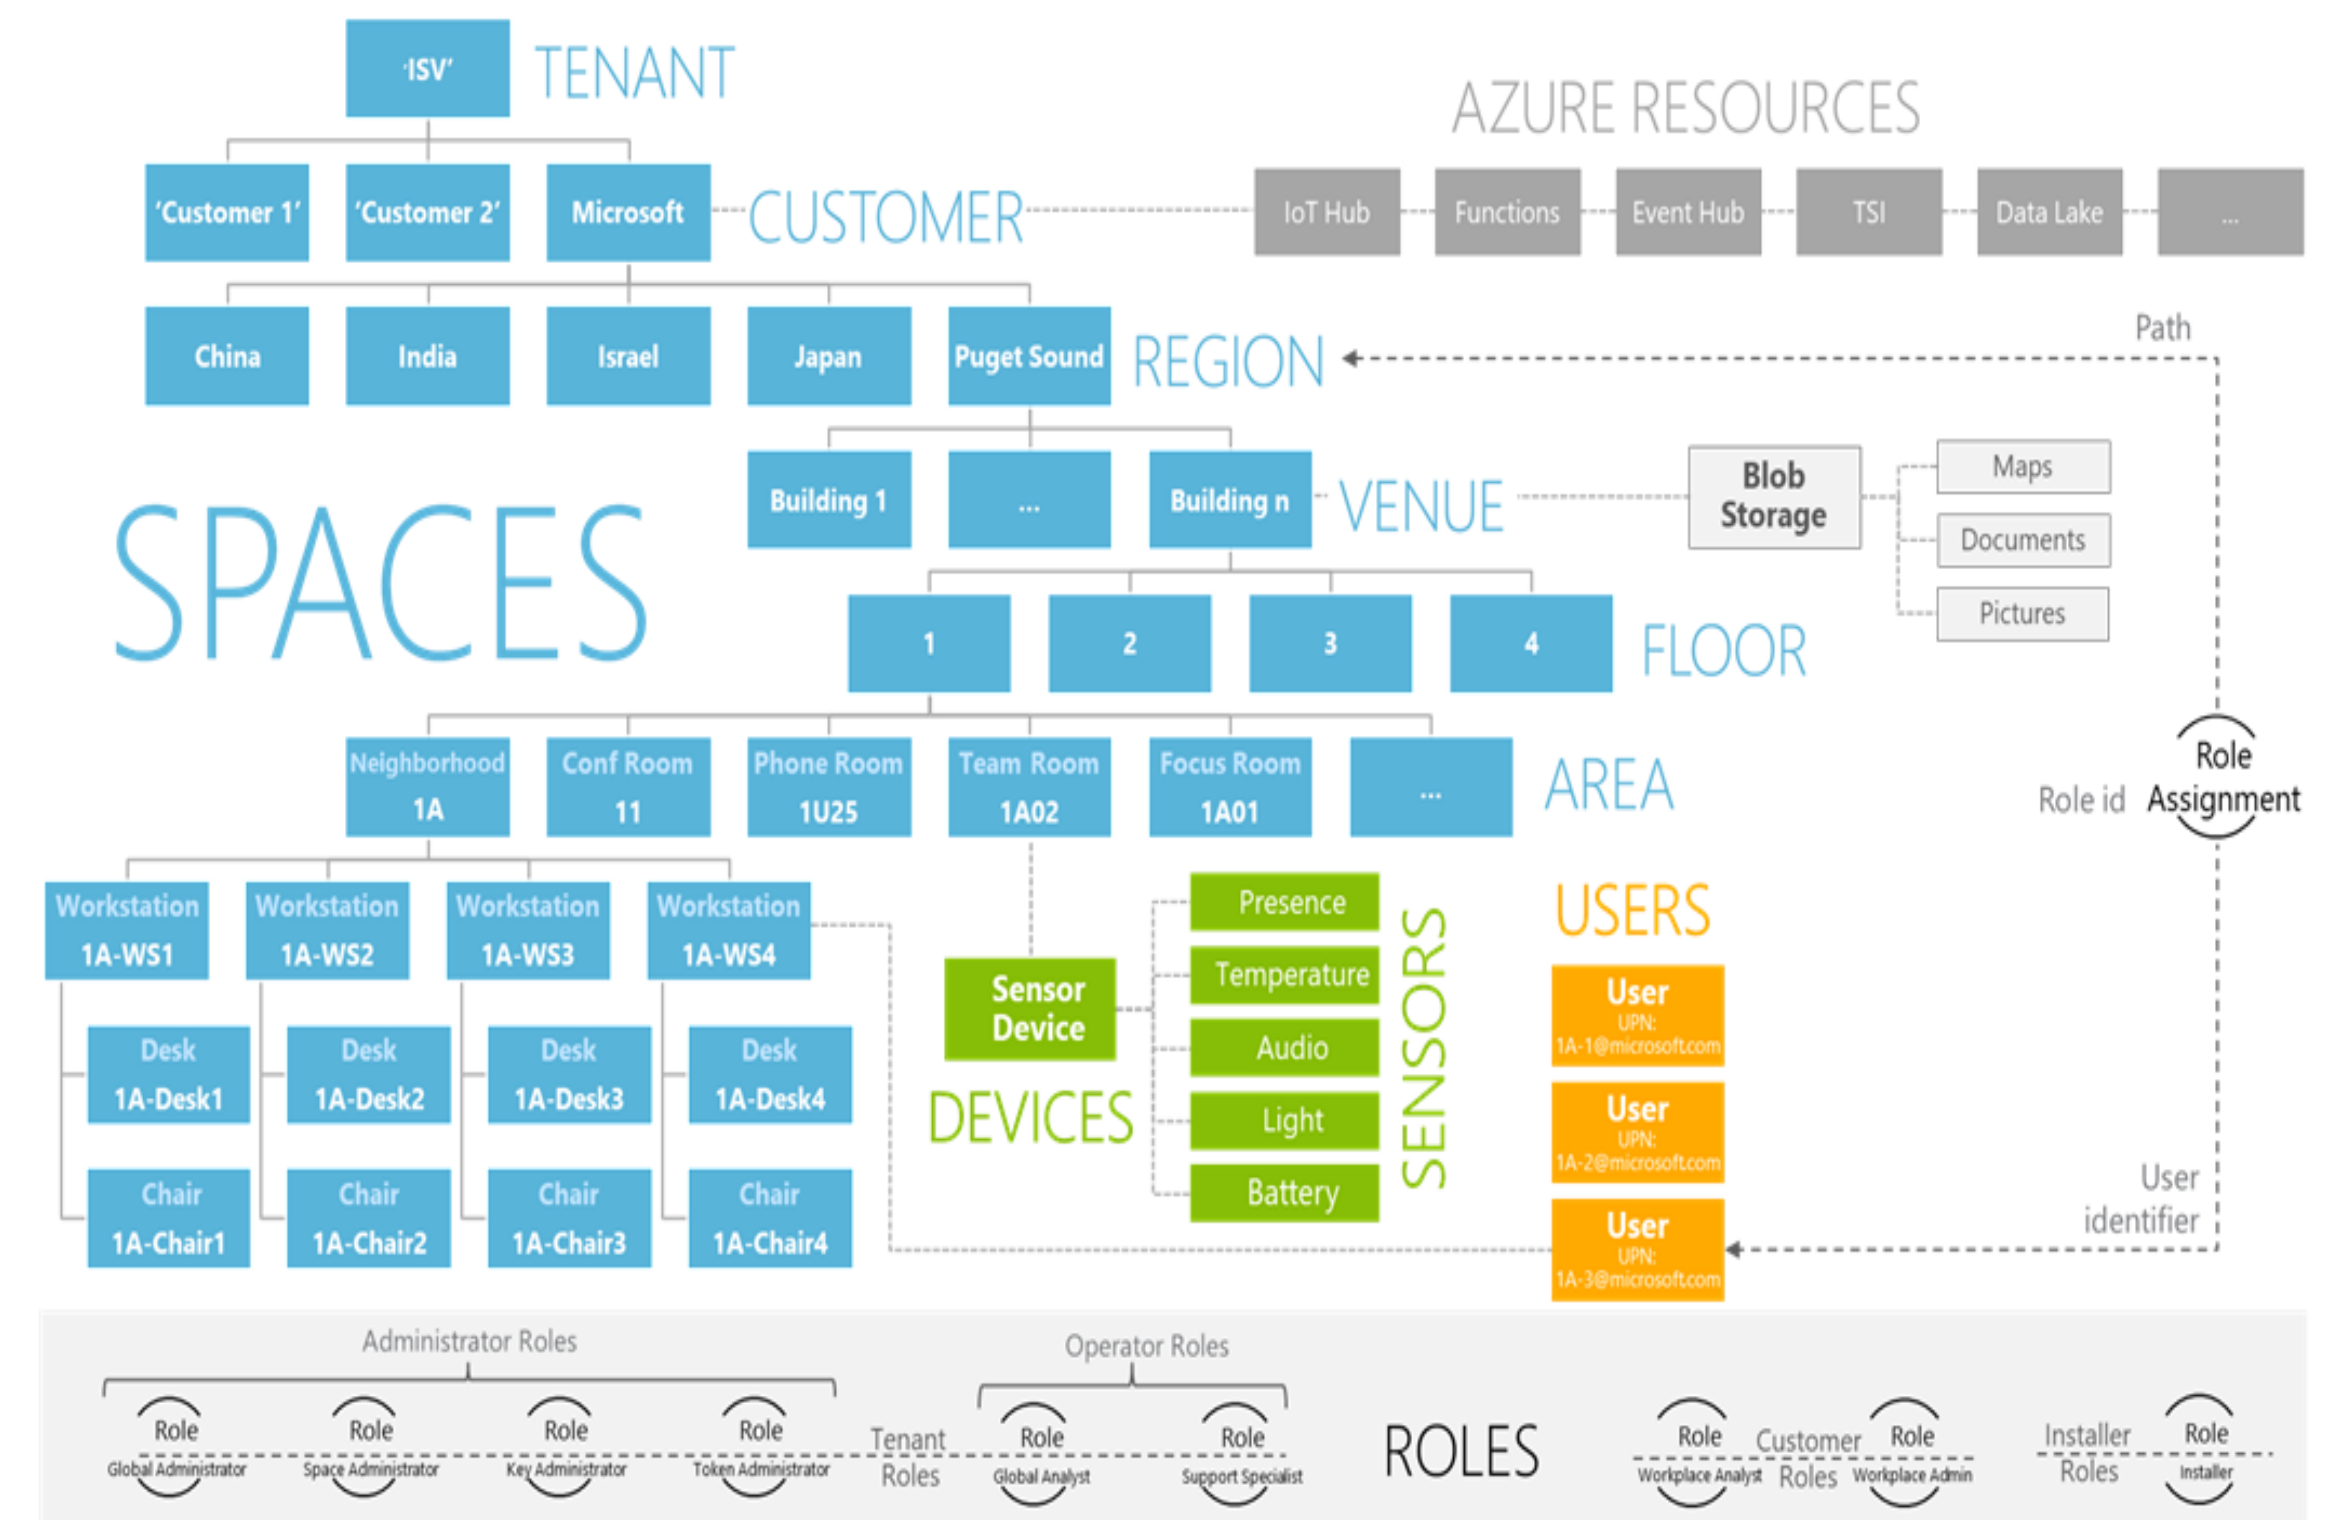 'ISV'
TENANT
AZURE RESOURCES
'Customer 1'
'Customer 2'
Microsoft
CUSTOMER
IoT Hub
Functions
Event Hub
TSI
Data Lake
...
China
India
Israel
Japan
Puget Sound
REGION
Path
SPACES
Building 1
...
Building n
VENUE
Blob
Storage
Maps
Documents
Pictures
1
2
3
4
FLOOR
Neighborhood
1A
Conf Room
11
Phone Room
1U25
Team Room
1A02
Focus Room
1A01
...
AREA
Role id
Role
Assignment
Workstation
1A-WS1
Workstation
1A-WS2
Workstation
1A-WS3
Workstation
1A-WS4
Desk
1A-Desk1
Desk
1A-Desk2
Desk
1A-Desk3
Desk
1A-Desk4
Chair
1A-Chair1
Chair
1A-Chair2
Chair
1A-Chair3
Chair
1A-Chair4
Sensor
Device
DEVICES
Presence
Temperature
Audio
Light
Battery
SENSORS
USERS
User
UPN:
1A-1@microsoft.com
User
UPN:
1A-2@microsoft.com
User
UPN:
1A-3@microsoft.com
User
identifier
Administrator Roles
Role
Global Administrator
Role
Space Administrator
Role
Key Administrator
Role
Token Administrator
Tenant
Roles
Operator Roles
Role
Global Analyst
Role
Support Specialist
ROLES
Role
Workplace Analyst
Customer
Roles
Role
Workplace Admin
Installer
Roles
Role
Installer